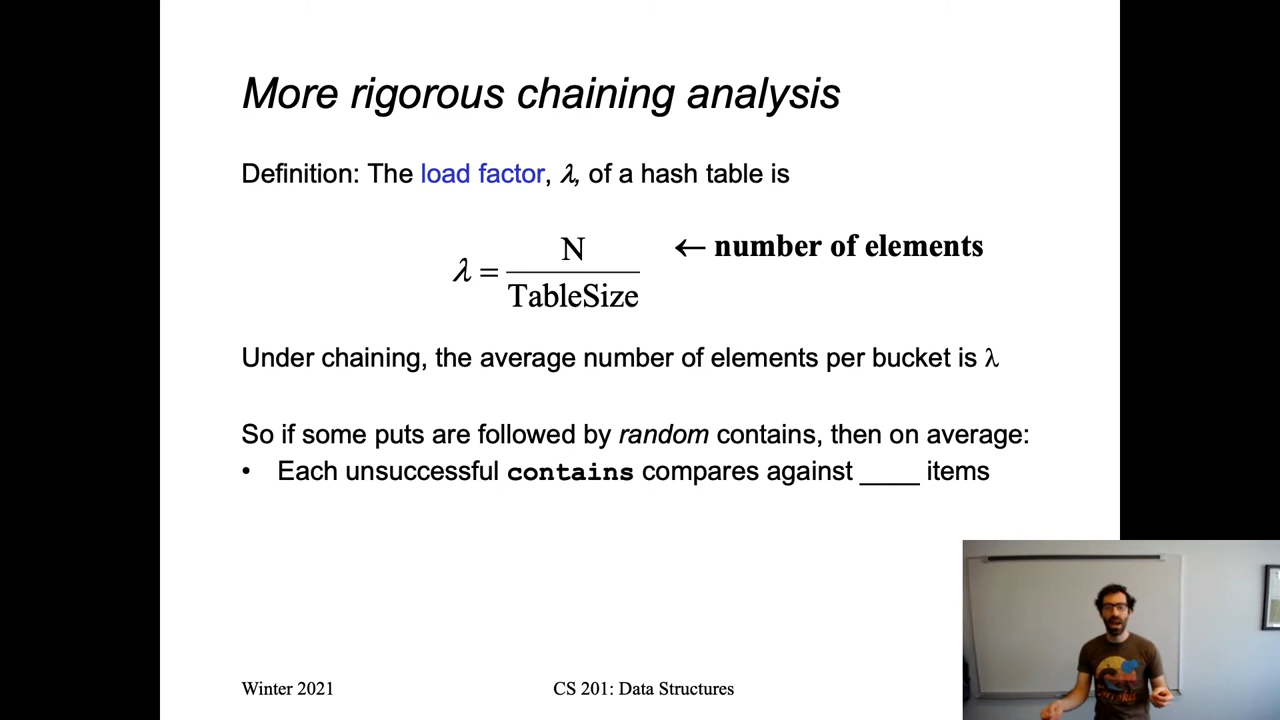 More rigorous chaining analysis
Definition: The load factor, λ, of a hash table is
λ = N / TableSize ← number of elements
Under chaining, the average number of elements per bucket is λ
So if some puts are followed by random contains, then on average:
• Each unsuccessful contains compares against ____ items
Winter 2021
CS 201: Data Structures